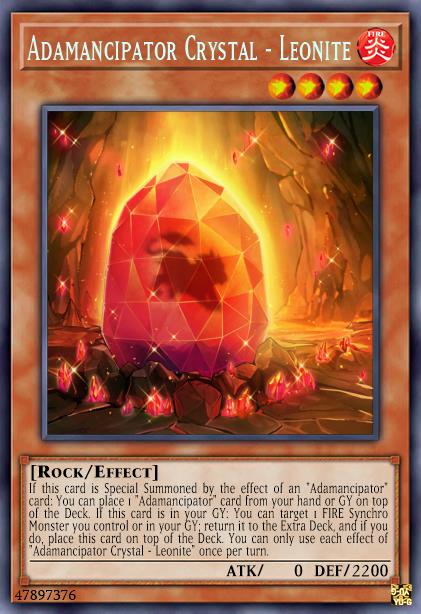 ADAMANCIPATOR CRYSTAL - LEONITE
FIRE
炎
[ROCK/EFFECT]
If this card is Special Summoned by the effect of an "Adamancipator"
card: You can place 1 "Adamancipator" card from your hand or GY on top
of the Deck. If this card is in your GY: You can target 1 FIRE Synchro
Monster you control or in your GY; return it to the Extra Deck, and if you
do, place this card on top of the Deck. You can only use each effect of
"Adamancipator Crystal - Leonite" once per turn.
ATK/ 0 DEF/2200
47897376